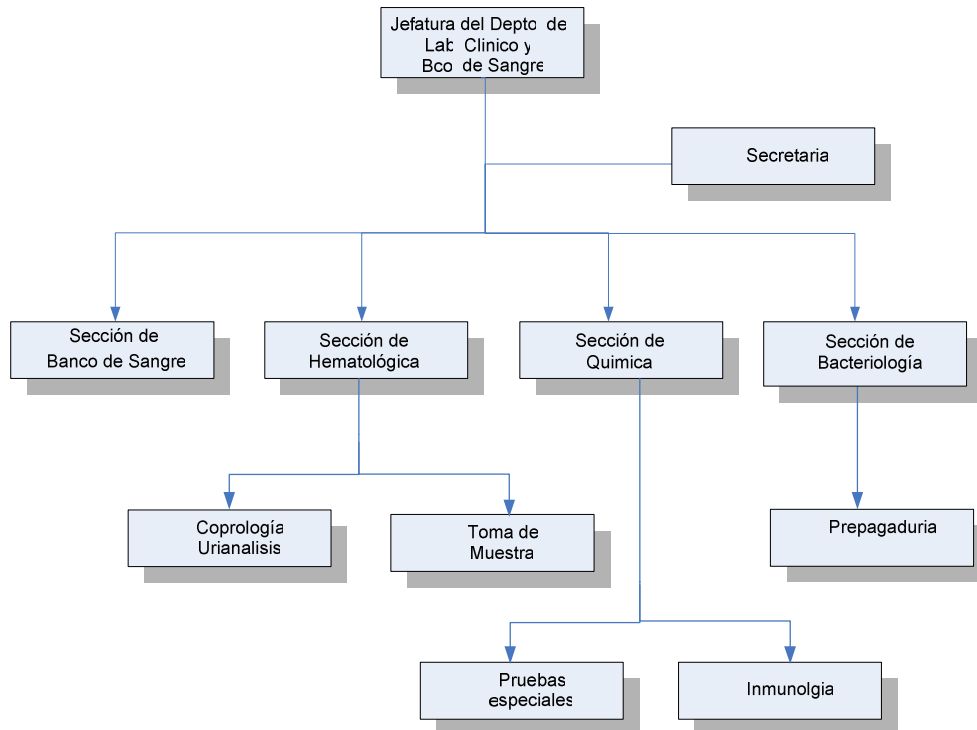 Jefatura del Depto de
Lab Clinico y
Bco de Sangre
Secretaria
Sección de
Banco de Sangre
Sección de
Hematológica
Sección de
Quimica
Sección de
Bacteriología
Coprología
Urianalisis
Toma de
Muestra
Prepagaduria
Pruebas
especiales
Inmunolgia